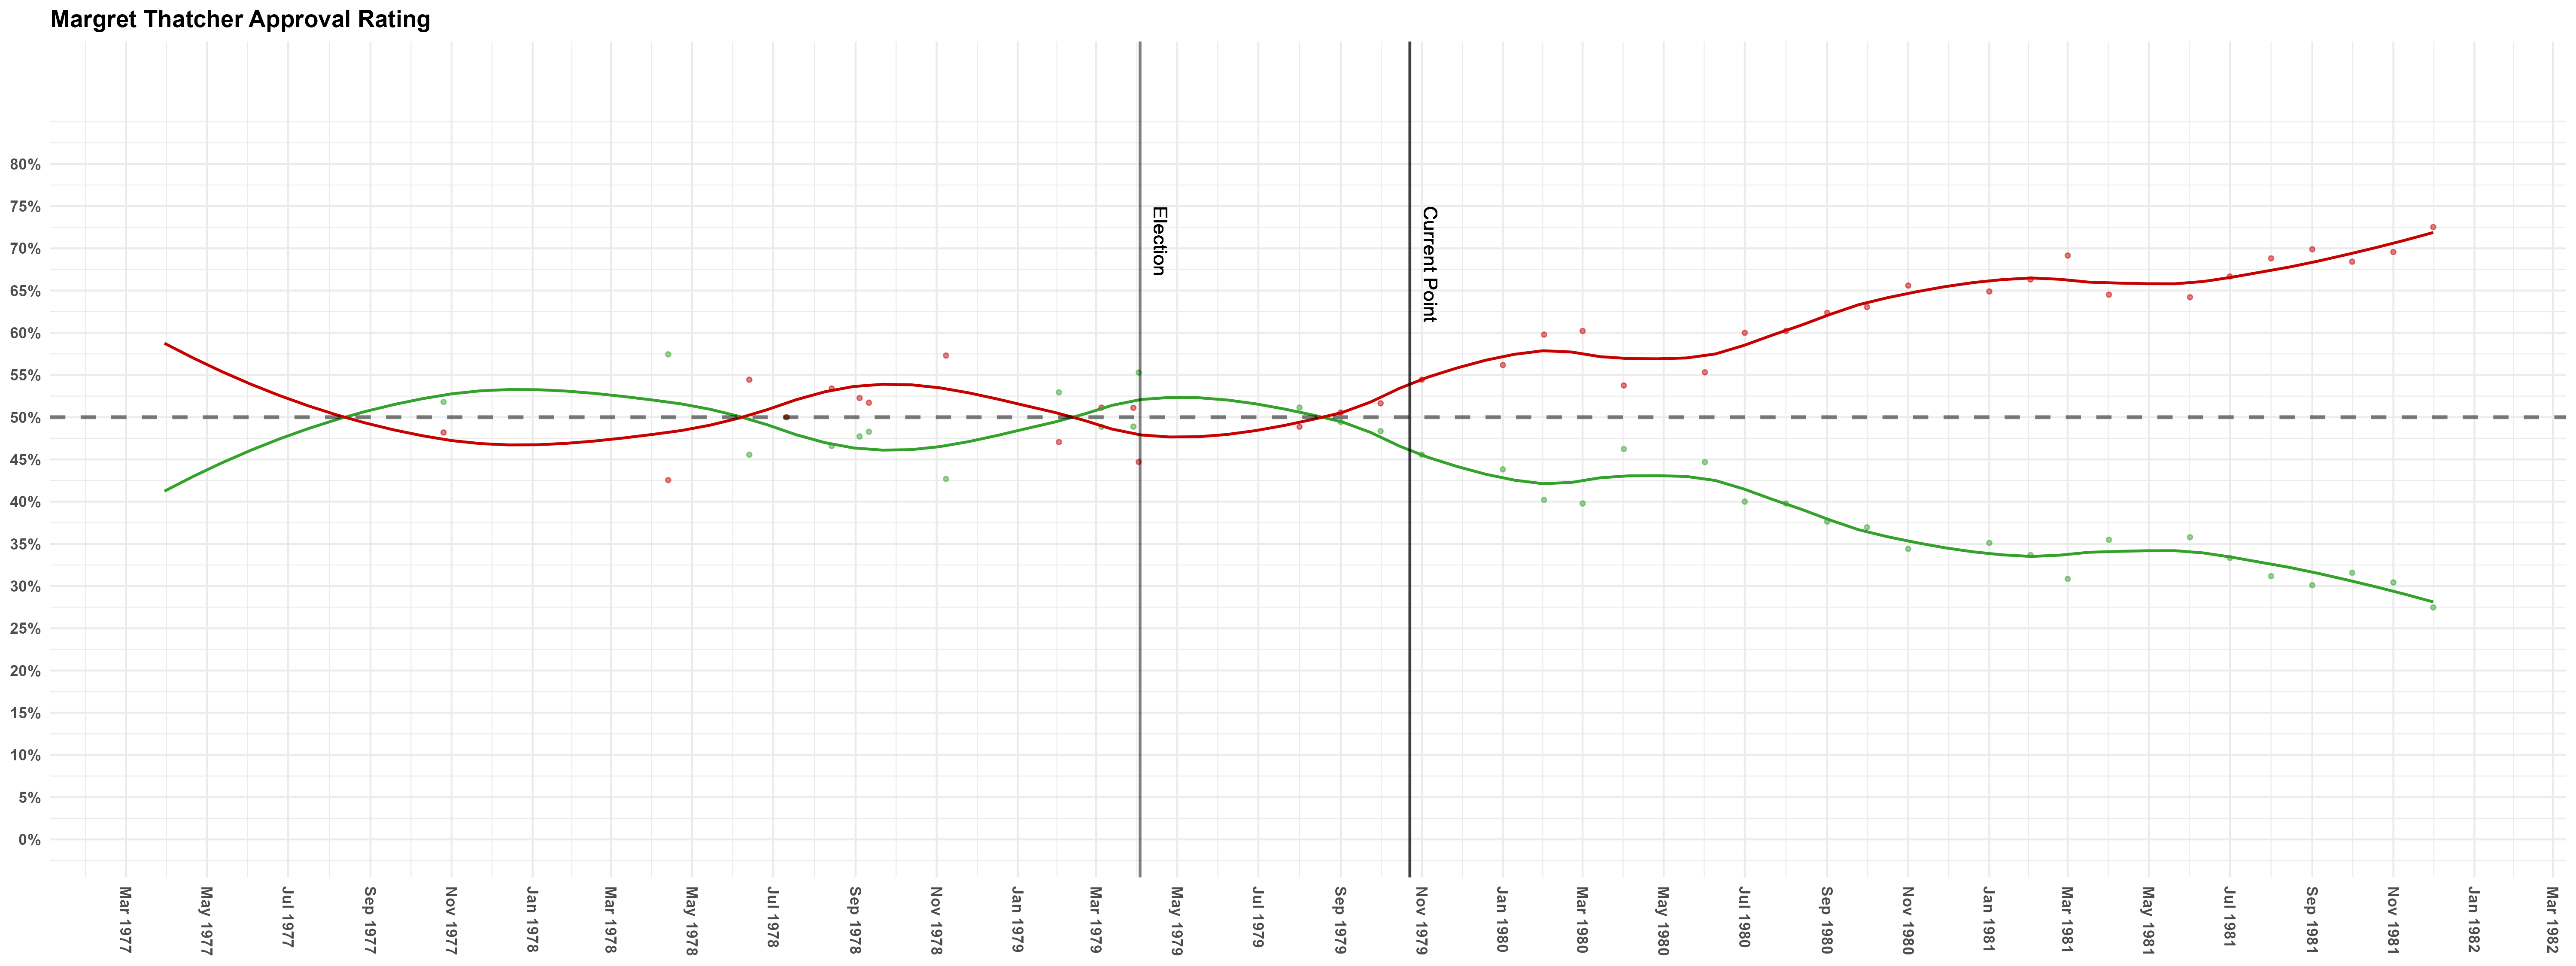 Margret Thatcher Approval Rating
80%
75%
70%
65%
60%
55%
50%
45%
40%
35%
30%
25%
20%
15%
10%
5%
0%
Election
Current Point
Mar 1977
May 1977
Jul 1977
Sep 1977
Nov 1977
Jan 1978
Mar 1978
May 1978
Jul 1978
Sep 1978
Nov 1978
Jan 1979
Mar 1979
May 1979
Jul 1979
Sep 1979
Nov 1979
Jan 1980
Mar 1980
May 1980
Jul 1980
Sep 1980
Nov 1980
Jan 1981
Mar 1981
May 1981
Jul 1981
Sep 1981
Nov 1981
Jan 1982
Mar 1982